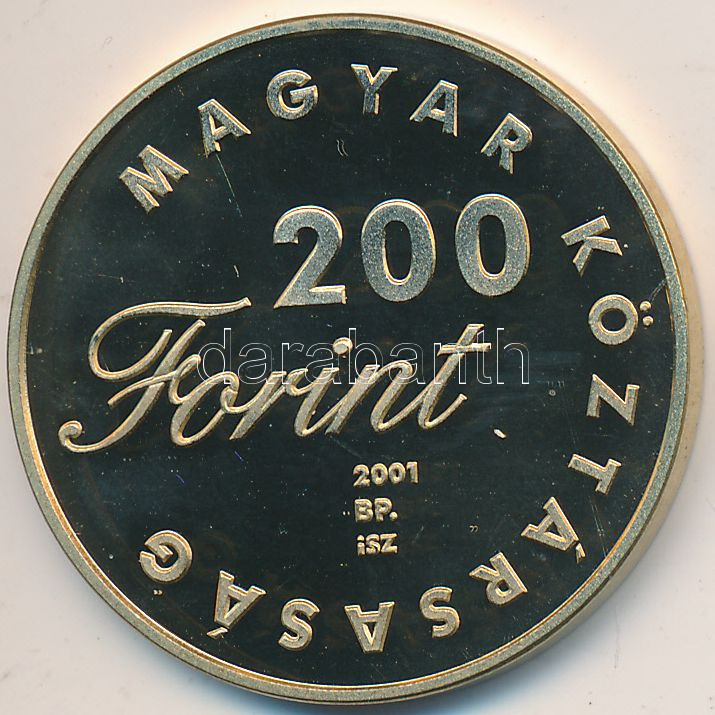 MAGYAR KÖZTÁRSASÁG
200
Forint
darabanth
2001
BP.
iSZ